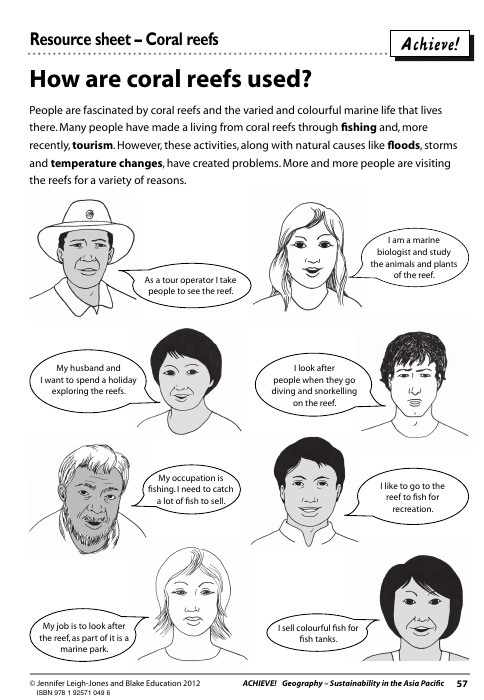 Resource sheet – Coral reefs
Achieve!
How are coral reefs used?
People are fascinated by coral reefs and the varied and colourful marine life that lives
there. Many people have made a living from coral reefs through fishing and, more
recently, tourism. However, these activities, along with natural causes like floods, storms
and temperature changes, have created problems. More and more people are visiting
the reefs for a variety of reasons.
As a tour operator I take
people to see the reef.
I am a marine
biologist and study
the animals and plants
of the reef.
My husband and
I want to spend a holiday
exploring the reefs.
I look after
people when they go
diving and snorkelling
on the reef.
My occupation is
fishing. I need to catch
a lot of fish to sell.
I like to go to the
reef to fish for
recreation.
My job is to look after
the reef, as part of it is a
marine park.
I sell colourful fish for
fish tanks.
© Jennifer Leigh-Jones and Blake Education 2012
ISBN 978 1 92571 049 6
ACHIEVE! Geography – Sustainability in the Asia Pacific 57